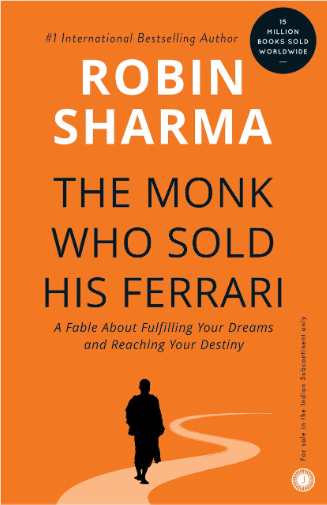 #1 International Bestselling Author
15
MILLION
BOOKS SOLD
WORLDWIDE
ROBIN
SHARMA
THE MONK
WHO SOLD
HIS FERRARI
A Fable About Fulfilling Your Dreams
and Reaching Your Destiny
For sale in the Indian Subcontinent only
J